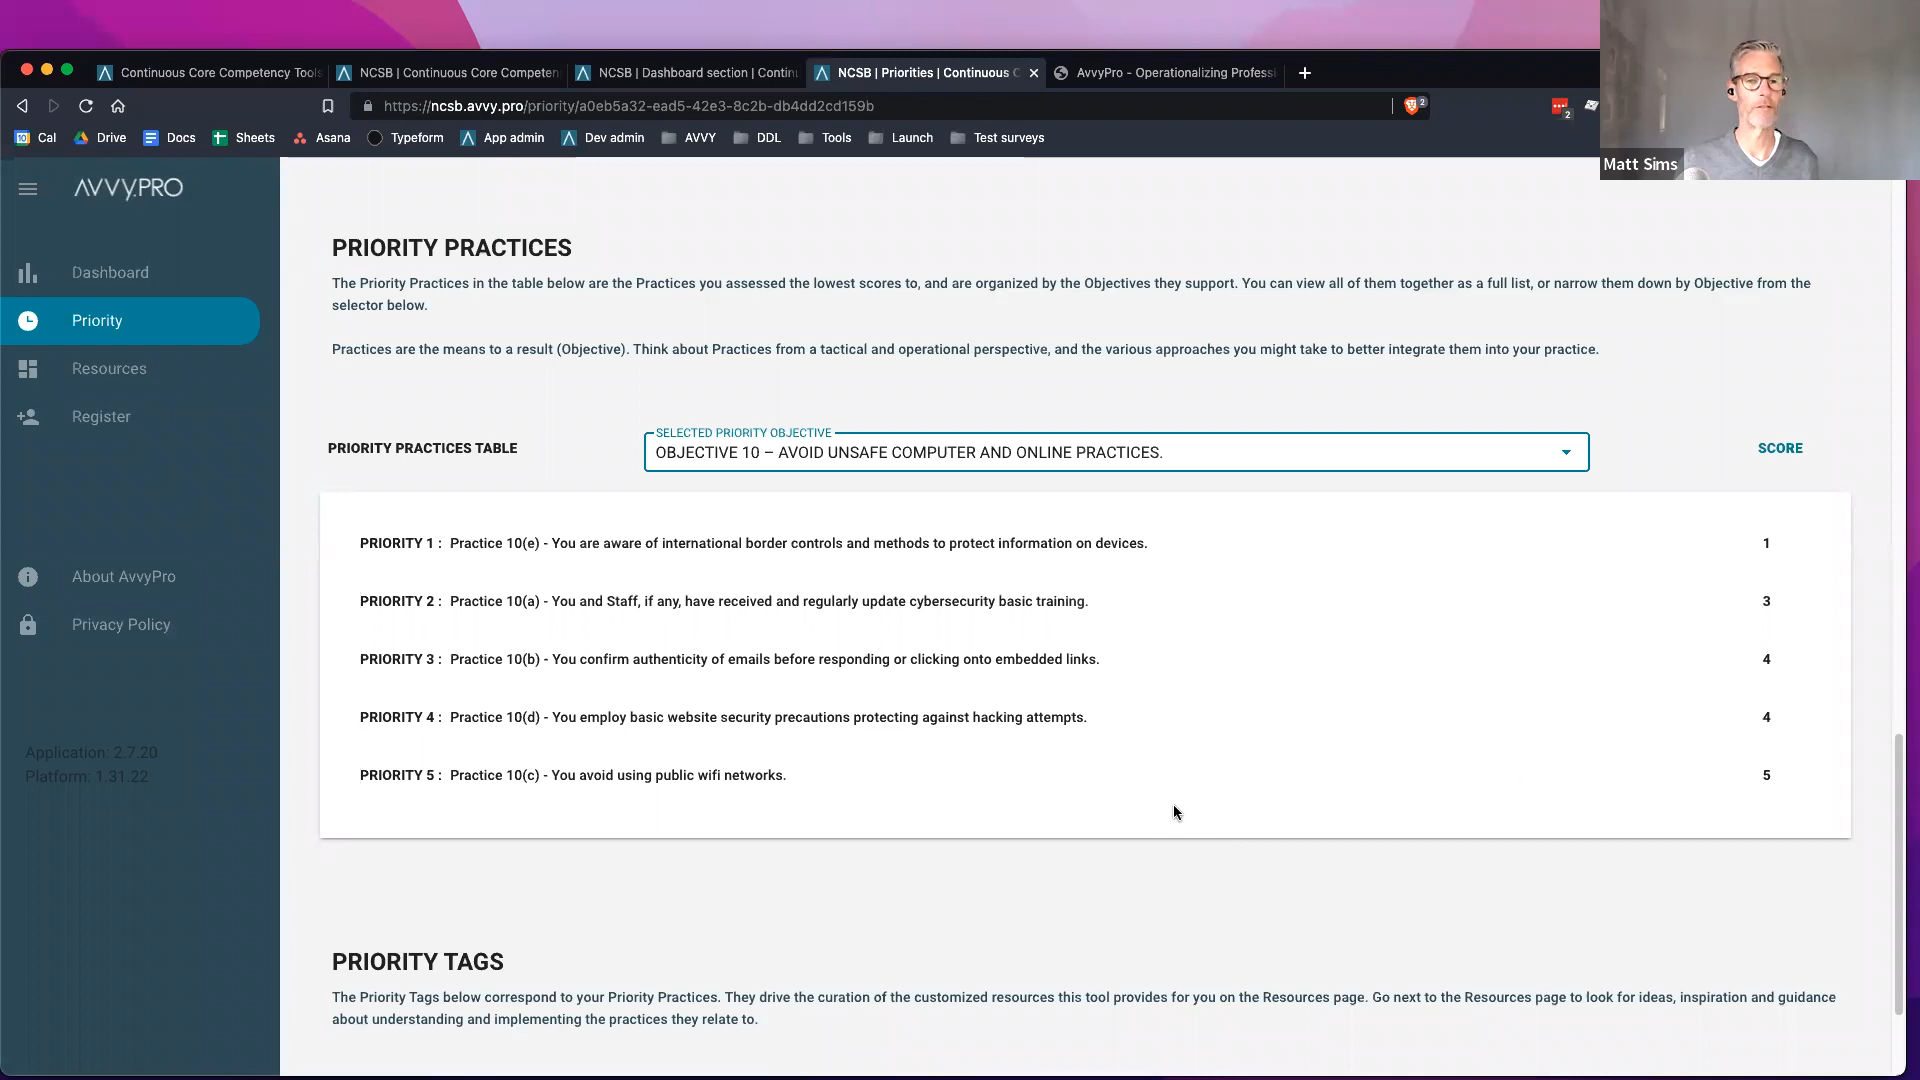 Continuous Core Competency Tools
NCSB | Continuous Core Competen
NCSB | Dashboard section | Contin
NCSB | Priorities | Continuous C
AvvyPro - Operationalizing Profess
https://ncsb.avvy.pro/priority/a0eb5a32-ead5-42e3-8c2b-db4dd2cd159b
2
2
10 Cal
Drive
Docs
Sheets
Asana
Typeform
App admin
Dev admin
AVVY
DDL
Tools
Launch
Test surveys
Matt Sims
AVVY.PRO
Dashboard
Priority
Resources
Register
About AvvyPro
Privacy Policy
Application: 2.7.20
Platform: 1.31.22
PRIORITY PRACTICES
The Priority Practices in the table below are the Practices you assessed the lowest scores to, and are organized by the Objectives they support. You can view all of them together as a full list, or narrow them down by Objective from the
selector below.
Practices are the means to a result (Objective). Think about Practices from a tactical and operational perspective, and the various approaches you might take to better integrate them into your practice.
PRIORITY PRACTICES TABLE
SELECTED PRIORITY OBJECTIVE
OBJECTIVE 10 – AVOID UNSAFE COMPUTER AND ONLINE PRACTICES.
SCORE
PRIORITY 1 : Practice 10(e) - You are aware of international border controls and methods to protect information on devices. 1
PRIORITY 2 : Practice 10(a) - You and Staff, if any, have received and regularly update cybersecurity basic training. 3
PRIORITY 3 : Practice 10(b) - You confirm authenticity of emails before responding or clicking onto embedded links. 4
PRIORITY 4 : Practice 10(d) - You employ basic website security precautions protecting against hacking attempts. 4
PRIORITY 5 : Practice 10(c) - You avoid using public wifi networks. 5
PRIORITY TAGS
The Priority Tags below correspond to your Priority Practices. They drive the curation of the customized resources this tool provides for you on the Resources page. Go next to the Resources page to look for ideas, inspiration and guidance
about understanding and implementing the practices they relate to.